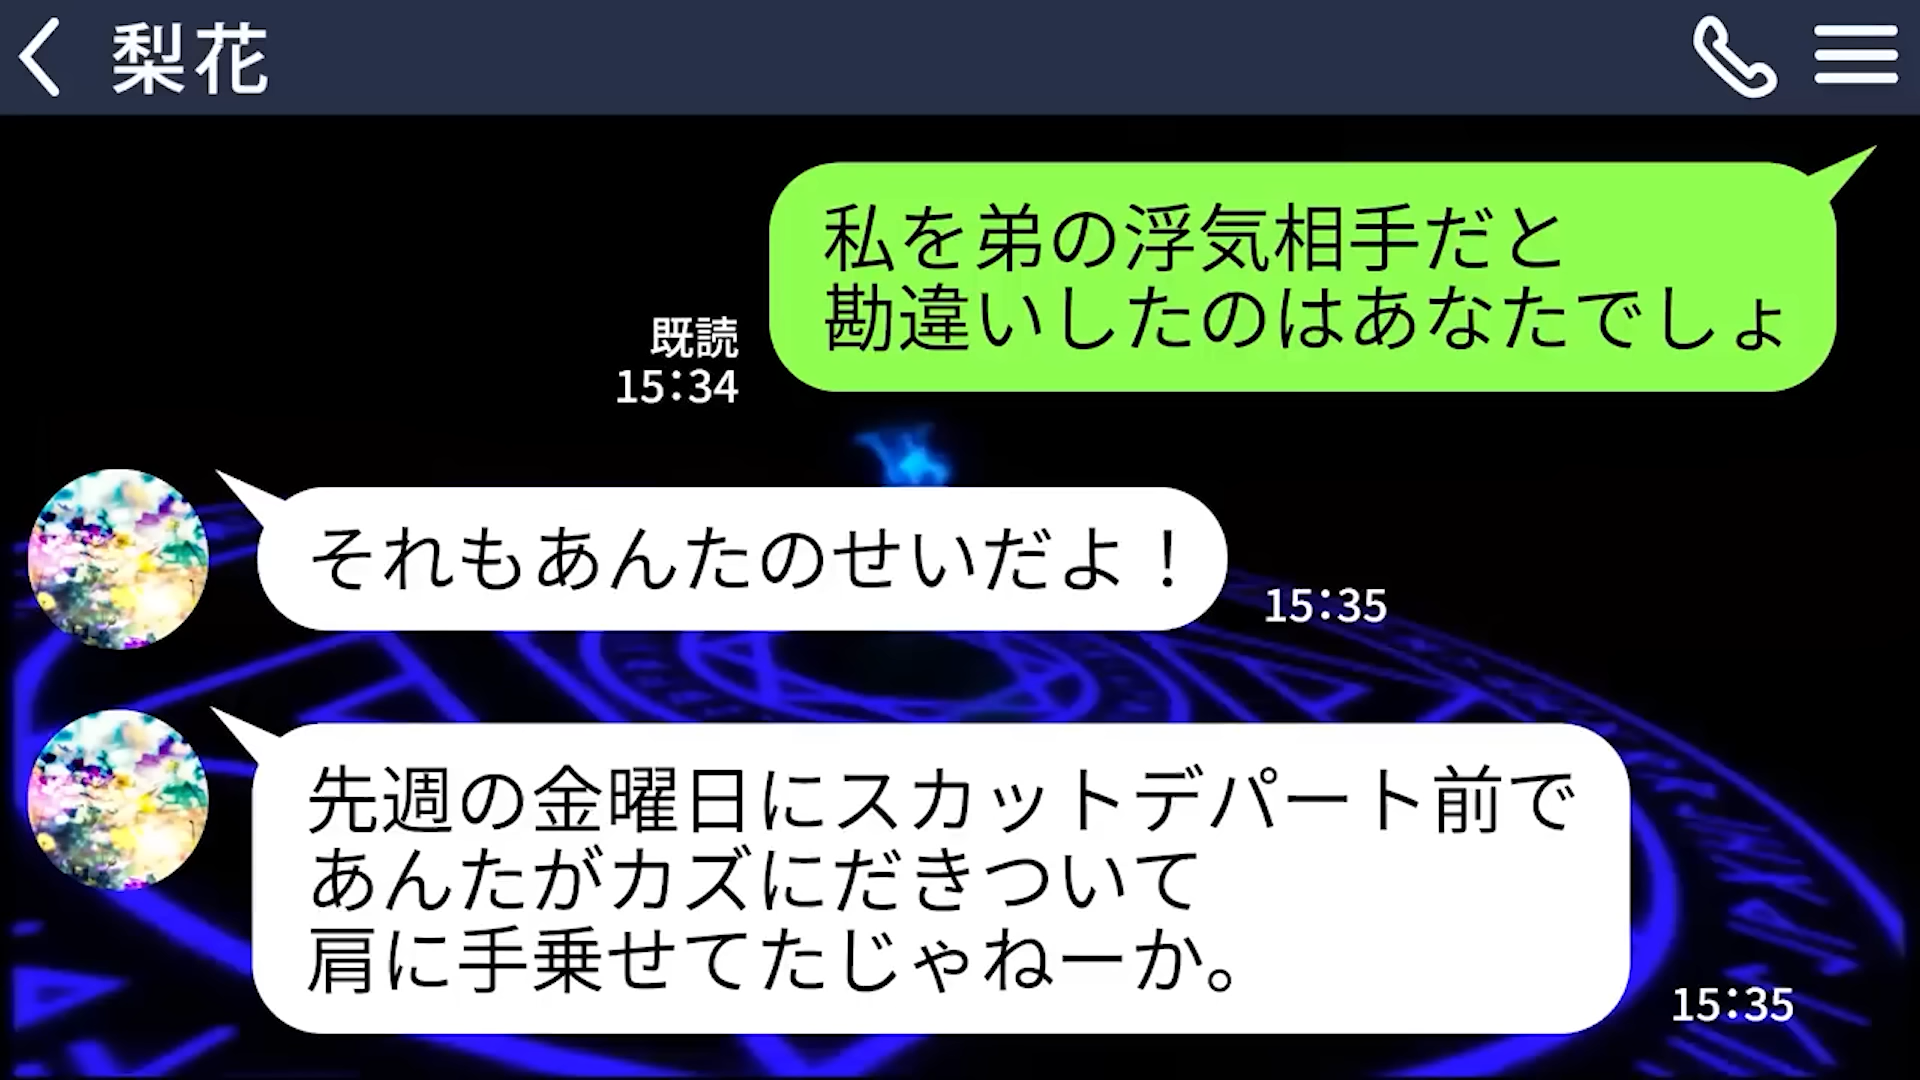 梨花
私を弟の浮気相手だと
勘違いしたのはあなたでしょ
既読
15:34
それもあんたのせいだよ！
15:35
先週の金曜日にスカットデパート前で
あんたがカズにだきついて
肩に手乗せてたじゃねーか。
15:35